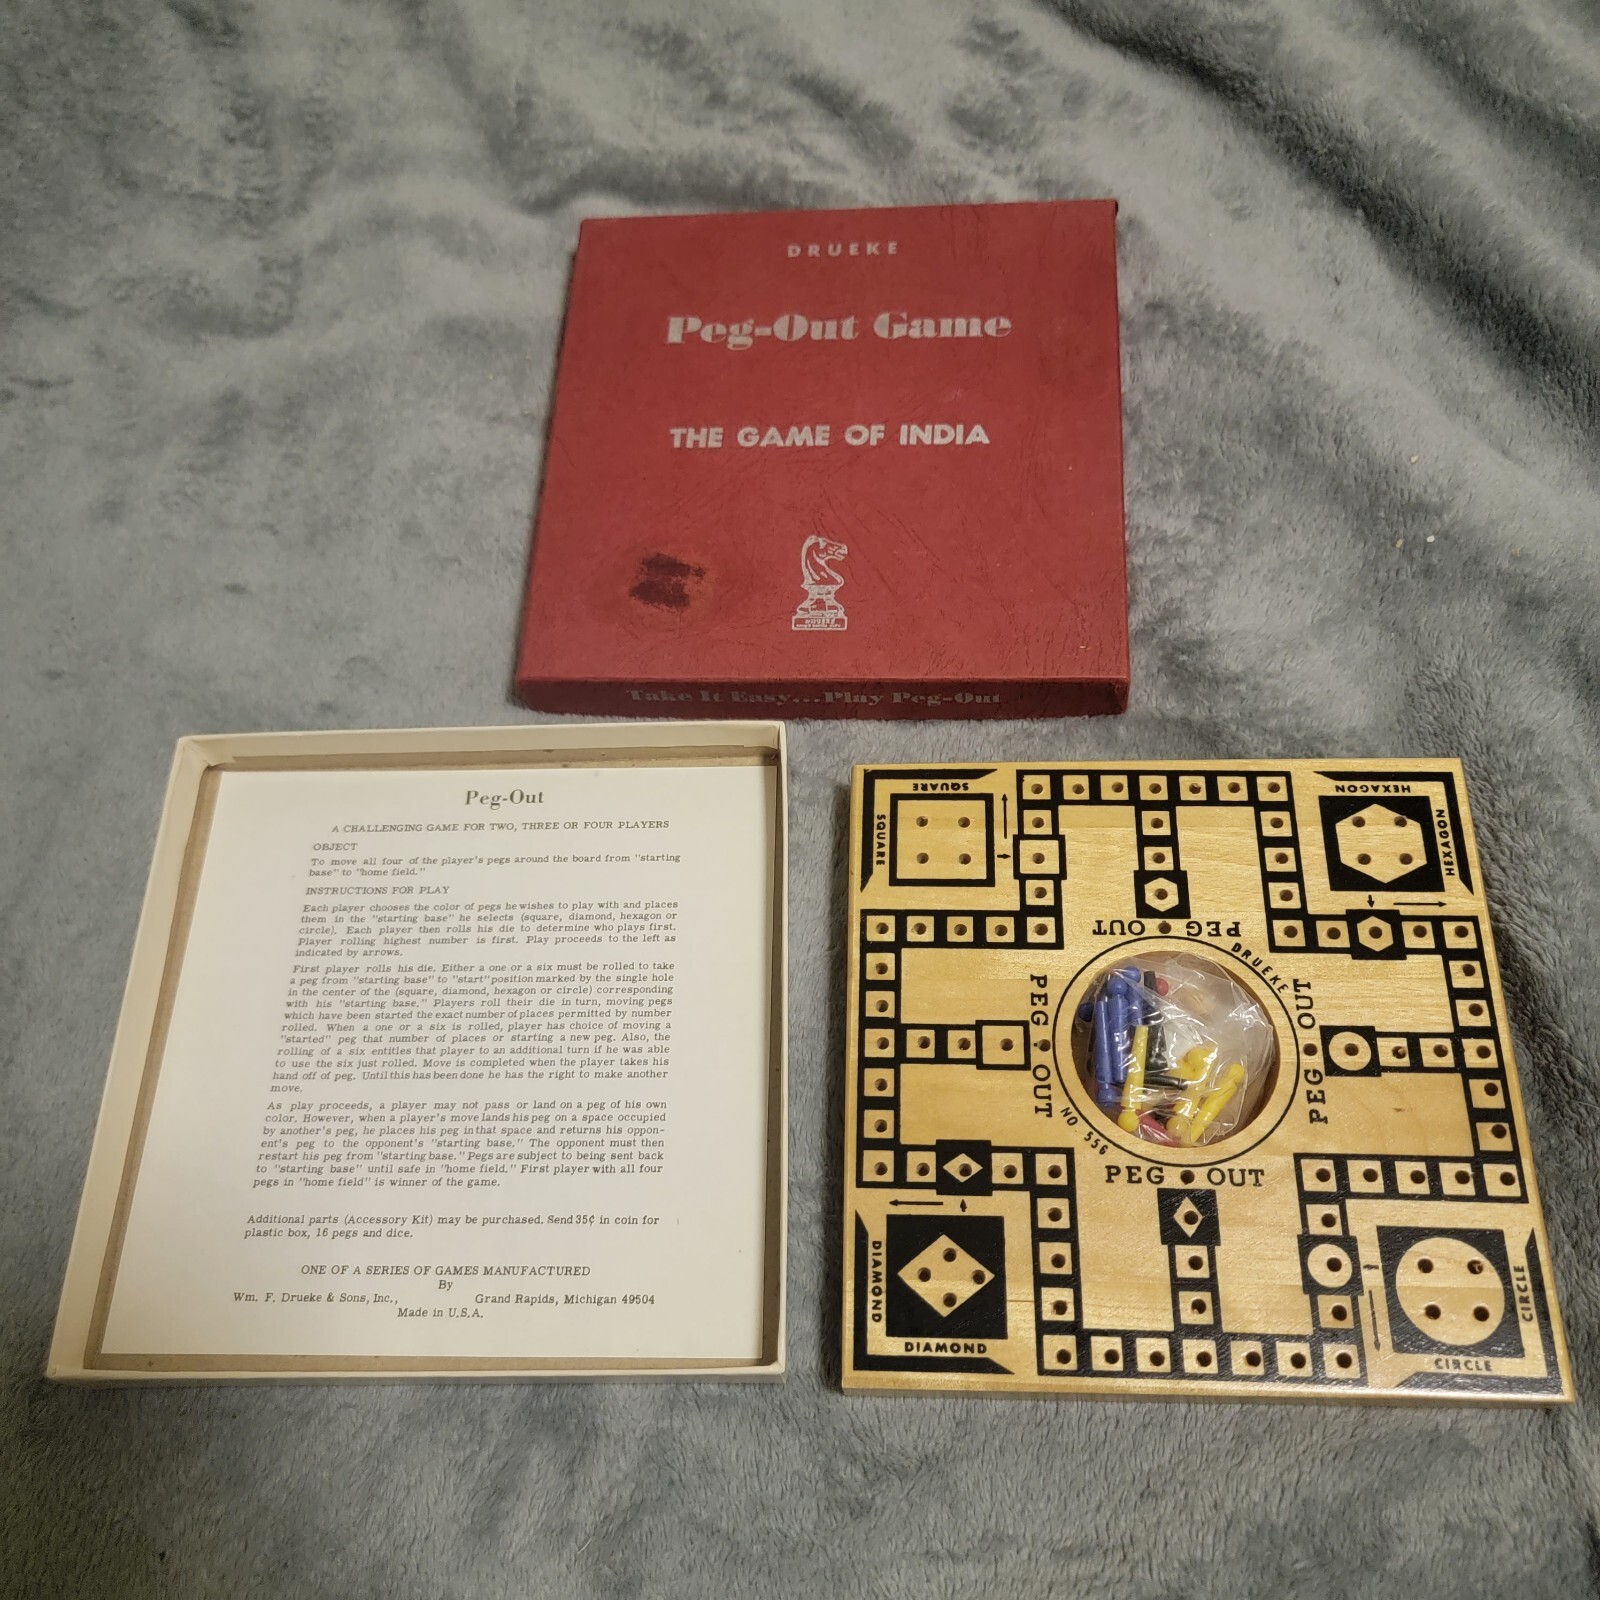 DRUEKE
Peg-Out Game
THE GAME OF INDIA
Take It Easy...Play Peg-Out
Peg-Out
A CHALLENGING GAME FOR TWO, THREE OR FOUR PLAYERS
OBJECT
To move all four of the player's pegs around the board from "starting
base" to "home field."
INSTRUCTIONS FOR PLAY
Each player chooses the color of pegs he wishes to play with and places
them in the "starting base" he selects (square, diamond, hexagon or
circle). Each player then rolls his die to determine who plays first.
Player rolling highest number is first. Play proceeds to the left as
indicated by arrows.
First player rolls his die. Either a one or a six must be rolled to take
a peg from "starting base" to "start" position marked by the single hole
in the center of the (square, diamond, hexagon or circle) corresponding
with his "starting base." Players roll their die in turn, moving pegs
which have been started the exact number of places permitted by number
rolled. When a one or a six is rolled, player has choice of moving a
"started" peg that number of places or starting a new peg. Also, the
rolling of a six entitles that player to an additional turn if he was able
to use the six just rolled. Move is completed when the player takes his
hand off of peg. Until this has been done he has the right to make another
move.
As play proceeds, a player may not pass or land on a peg of his own
color. However, when a player's move lands his peg on a space occupied
by another's peg, he places his peg in that space and returns his oppon-
ent's peg to the opponent's "starting base." The opponent must then
restart his peg from "starting base." Pegs are subject to being sent back
to "starting base" until safe in "home field." First player with all four
pegs in "home field" is winner of the game.
Additional parts (Accessory Kit) may be purchased. Send 35¢ in coin for
plastic box, 16 pegs and dice.
ONE OF A SERIES OF GAMES MANUFACTURED
By
Wm. F. Drueke & Sons, Inc., Grand Rapids, Michigan 49504
Made in U.S.A.
SQUARE
SQUARE
HEXAGON
HEXAGON
PEG OUT
DRUEKE
PEG OUT
PEG OUT
NO. 556
PEG OUT
DIAMOND
DIAMOND
CIRCLE
CIRCLE